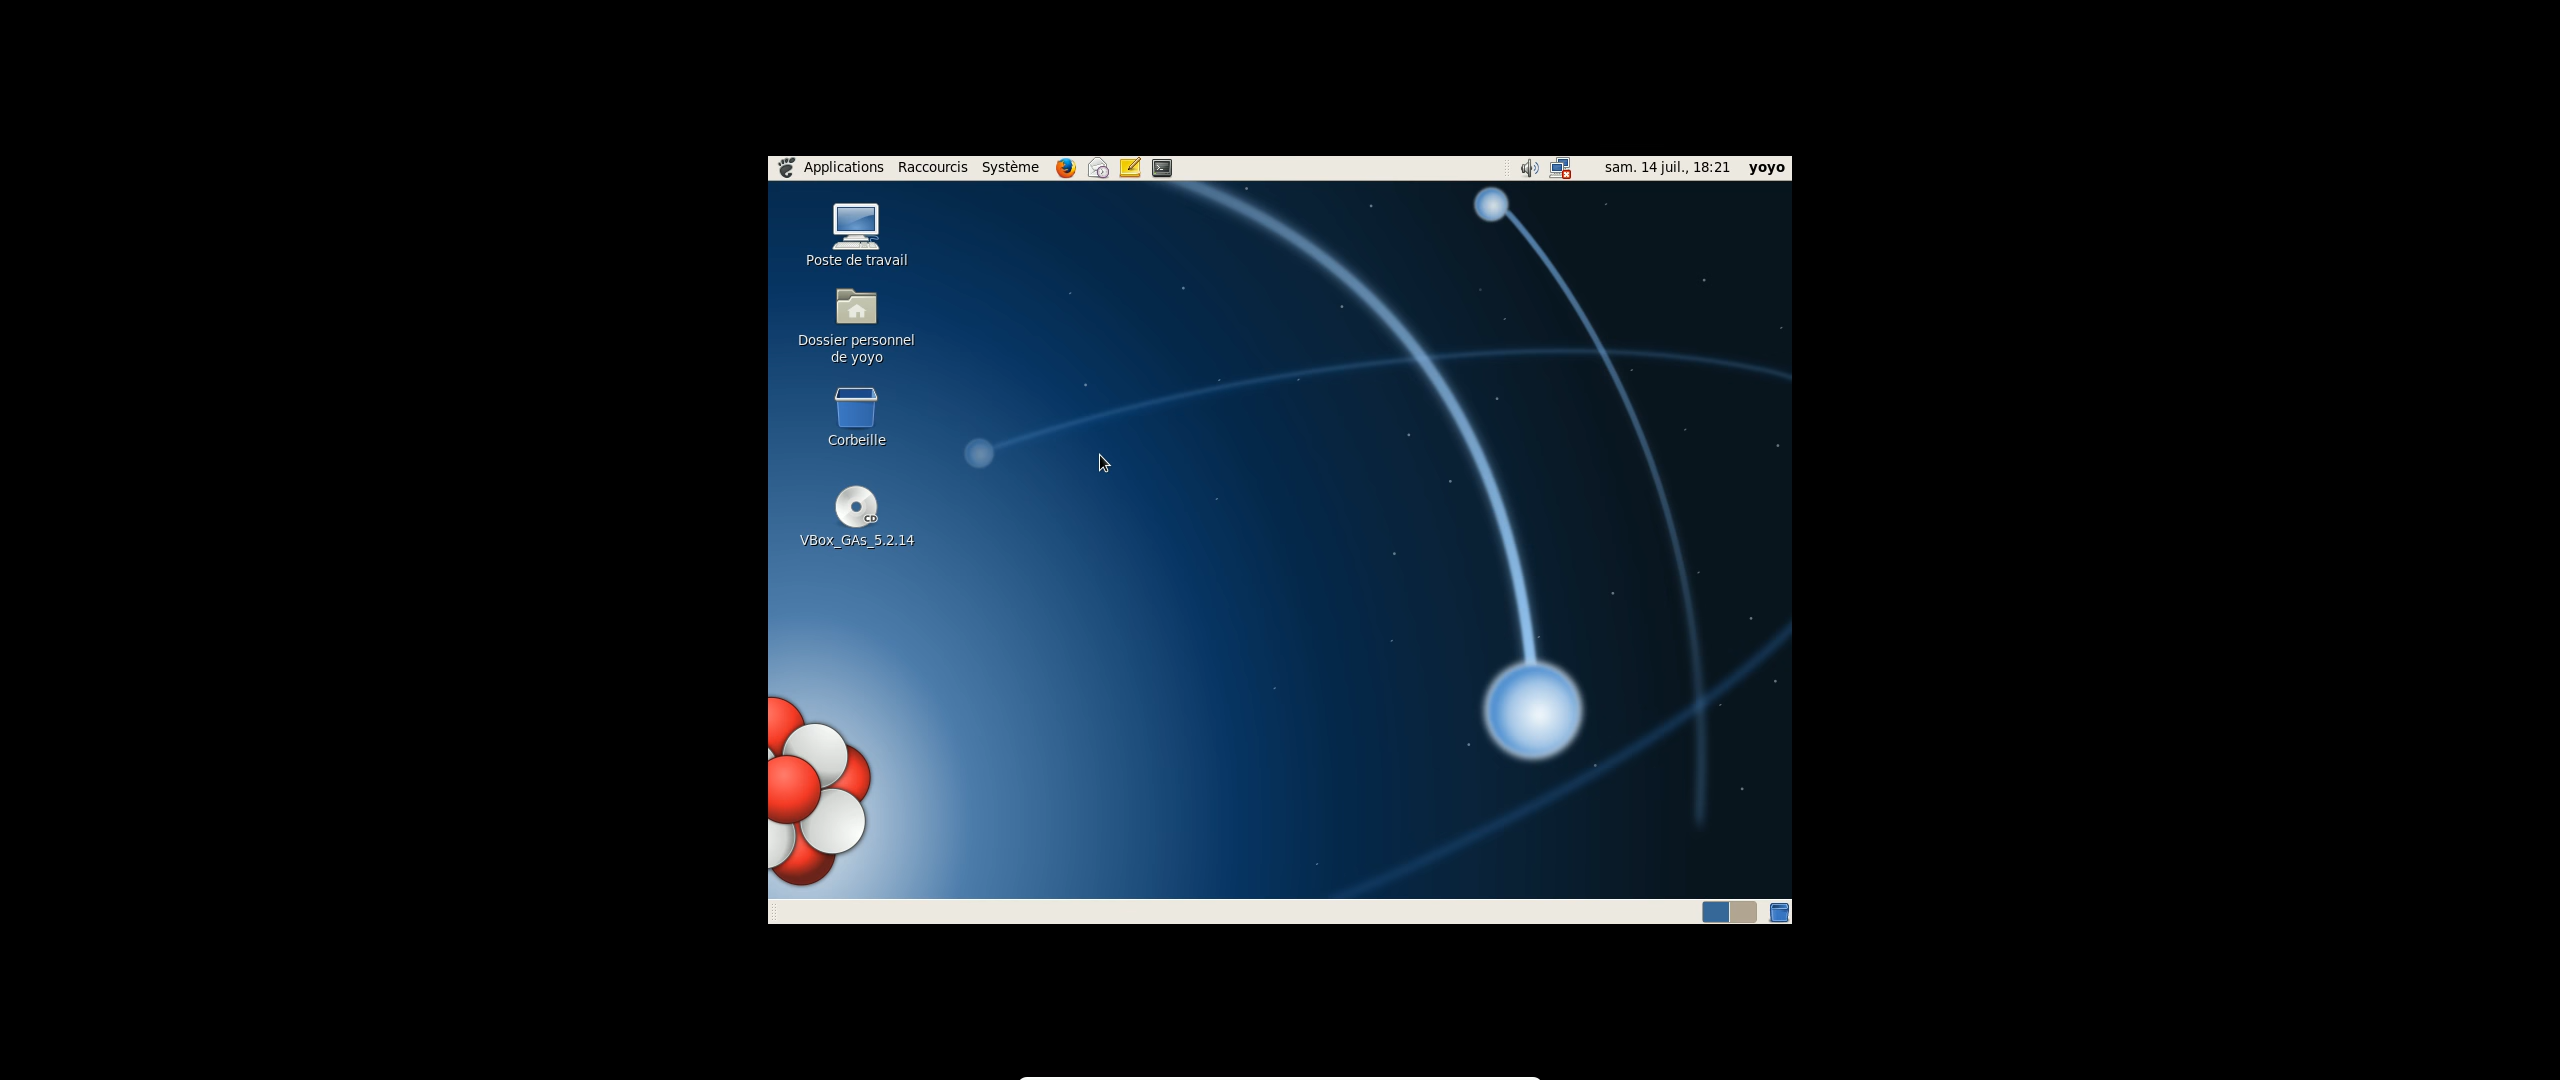 Applications Raccourcis Système sam. 14 juil., 18:21 yoyo
Poste de travail
Dossier personnel
de yoyo
Corbeille
CD
VBox_GAs_5.2.14